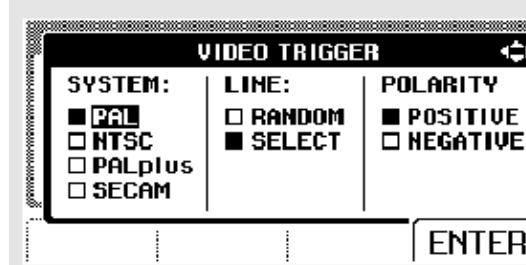 VIDEO TRIGGER
SYSTEM: LINE: POLARITY
PAL RANDOM POSITIVE
NTSC SELECT NEGATIVE
PALplus
SECAM
ENTER